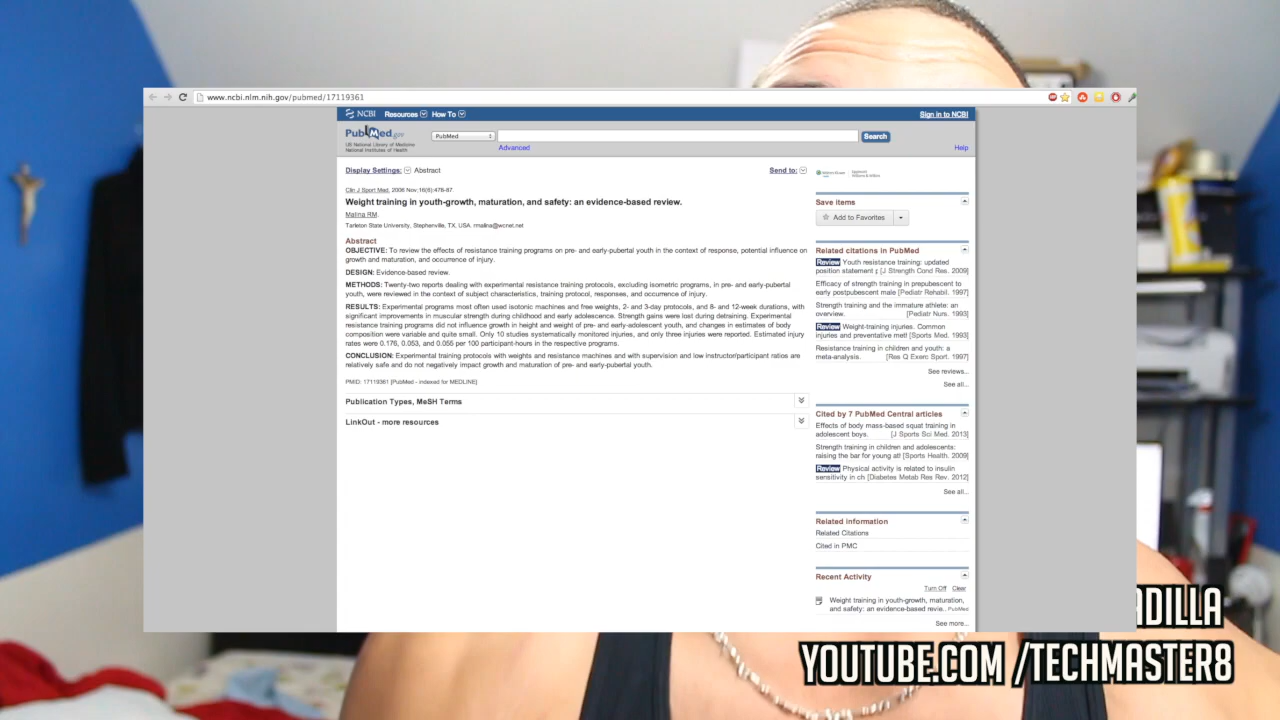 www.ncbi.nlm.nih.gov/pubmed/17119361
NCBI Resources How To Sign in to NCBI
PubMed.gov
US National Library of Medicine
National Institutes of Health
PubMed
Search
Advanced
Help
Display Settings: Abstract
Send to:
Clin J Sport Med. 2006 Nov;16(6):478-87.
Weight training in youth-growth, maturation, and safety: an evidence-based review.
Malina RM.
Tarleton State University, Stephenville, TX, USA. rmalina@wcnet.net
Abstract
OBJECTIVE: To review the effects of resistance training programs on pre- and early-pubertal youth in the context of response, potential influence on
growth and maturation, and occurrence of injury.
DESIGN: Evidence-based review.
METHODS: Twenty-two reports dealing with experimental resistance training protocols, excluding isometric programs, in pre- and early-pubertal
youth, were reviewed in the context of subject characteristics, training protocol, responses, and occurrence of injury.
RESULTS: Experimental programs most often used isotonic machines and free weights, 2- and 3-day protocols, and 8- and 12-week durations, with
significant improvements in muscular strength during childhood and early adolescence. Strength gains were lost during detraining. Experimental
resistance training programs did not influence growth in height and weight of pre- and early-adolescent youth, and changes in estimates of body
composition were variable and quite small. Only 10 studies systematically monitored injuries, and only three injuries were reported. Estimated injury
rates were 0.176, 0.053, and 0.055 per 100 participant-hours in the respective programs.
CONCLUSION: Experimental training protocols with weights and resistance machines and with supervision and low instructor/participant ratios are
relatively safe and do not negatively impact growth and maturation of pre- and early-pubertal youth.
PMID: 17119361 [PubMed - indexed for MEDLINE]
Publication Types, MeSH Terms
LinkOut - more resources
Save items
Add to Favorites
Related citations in PubMed
Review Youth resistance training: updated
position statement p [J Strength Cond Res. 2009]
Efficacy of strength training in prepubescent to
early postpubescent male [Pediatr Rehabil. 1997]
Strength training and the immature athlete: an
overview. [Pediatr Nurs. 1993]
Review Weight-training injuries. Common
injuries and preventative met [Sports Med. 1993]
Resistance training in children and youth: a
meta-analysis. [Res Q Exerc Sport. 1997]
See reviews...
See all...
Cited by 7 PubMed Central articles
Effects of body mass-based squat training in
adolescent boys. [J Sports Sci Med. 2013]
Strength training in children and adolescents:
raising the bar for young atl [Sports Health. 2009]
Review Physical activity is related to insulin
sensitivity in ch [Diabetes Metab Res Rev. 2012]
See all...
Related information
Related Citations
Cited in PMC
Recent Activity
Turn Off Clear
Weight training in youth-growth, maturation,
and safety: an evidence-based revie... PubMed
See more...
ADILLA
YOUTUBE.COM /TECHMASTER8